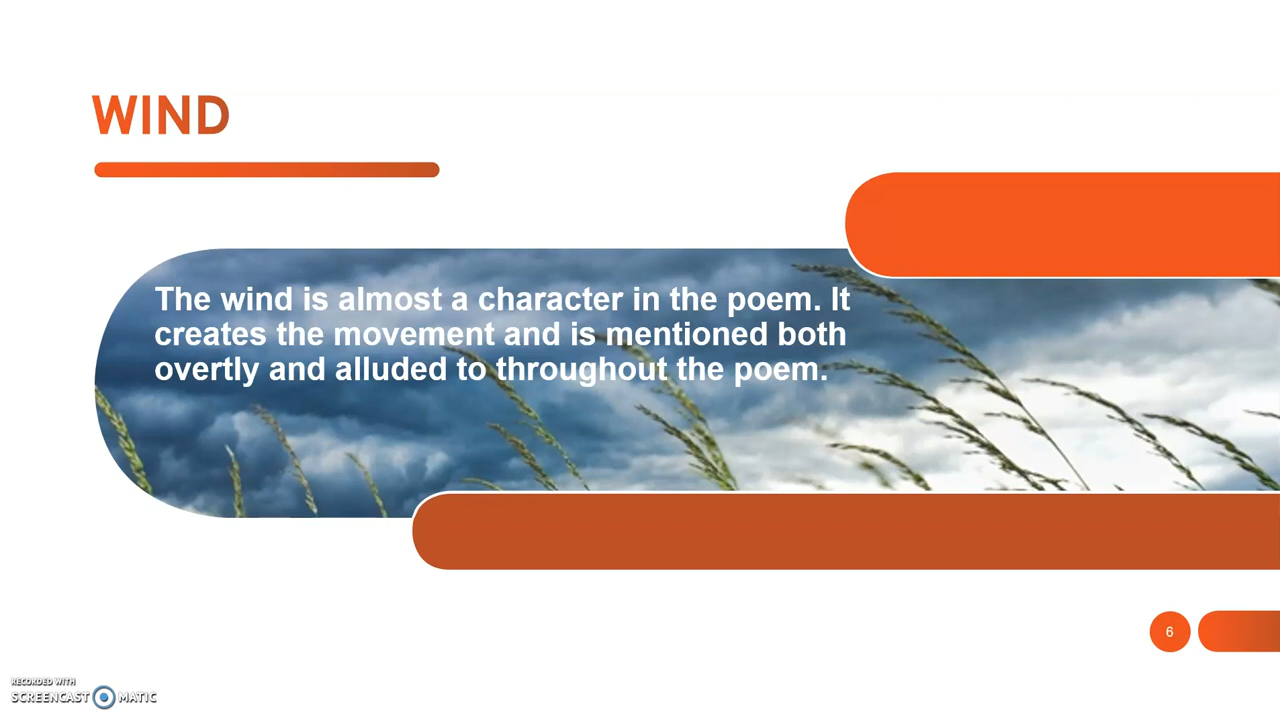 WIND
The wind is almost a character in the poem. It
creates the movement and is mentioned both
overtly and alluded to throughout the poem.
6
RECORDED WITH
SCREENCAST MATIC